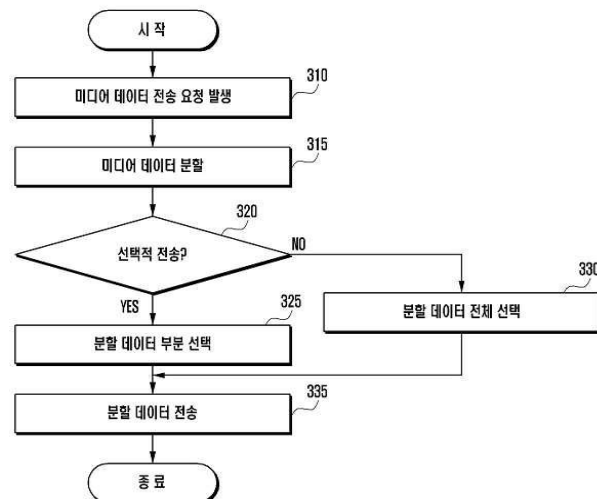 시 작
310
미디어 데이터 전송 요청 발생
315
미디어 데이터 분할
320
선택적 전송?
NO
YES
325
330
분할 데이터 부분 선택
분할 데이터 전체 선택
335
분할 데이터 전송
종 료